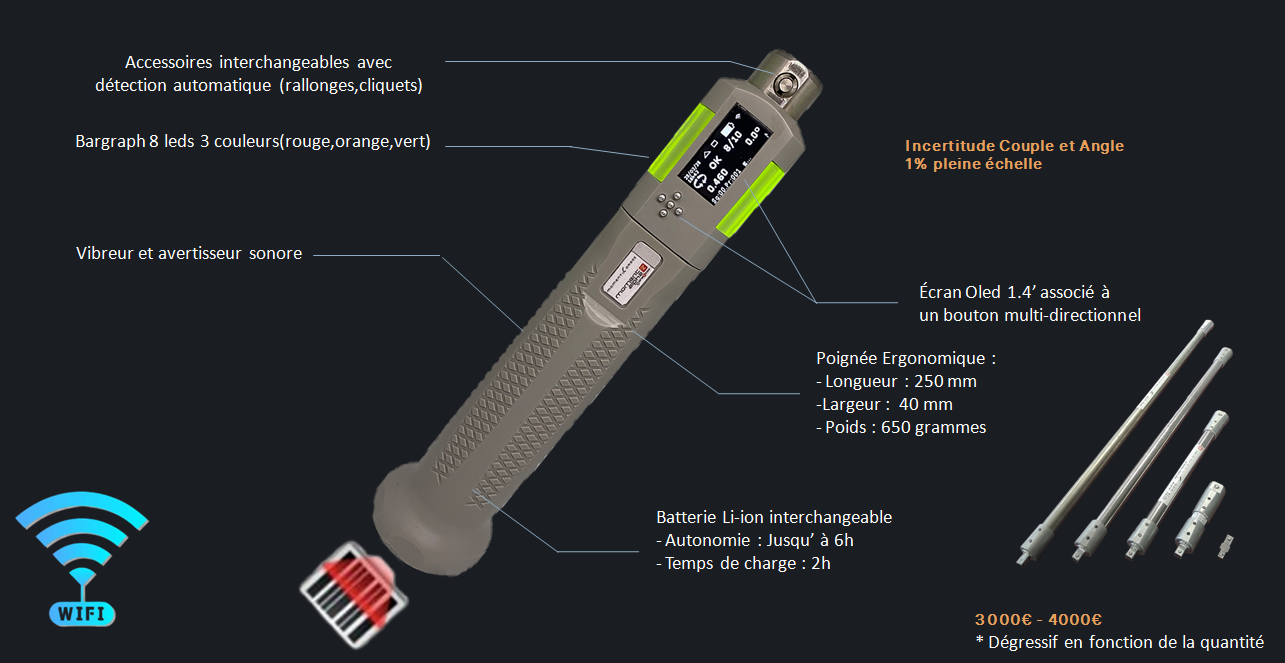 Accessoires interchangeables avec
détection automatique (rallonges,cliquets)
Bargraph 8 leds 3 couleurs(rouge,orange,vert)
Incertitude Couple et Angle
1% pleine échelle
OK 8/10
0.460 0.0°
Vibreur et avertisseur sonore
Écran Oled 1.4’ associé à
un bouton multi-directionnel
Poignée Ergonomique :
- Longueur : 250 mm
-Largeur : 40 mm
- Poids : 650 grammes
Batterie Li-ion interchangeable
- Autonomie : Jusqu’ à 6h
- Temps de charge : 2h
WIFI
3000€ - 4000€
* Dégressif en fonction de la quantité